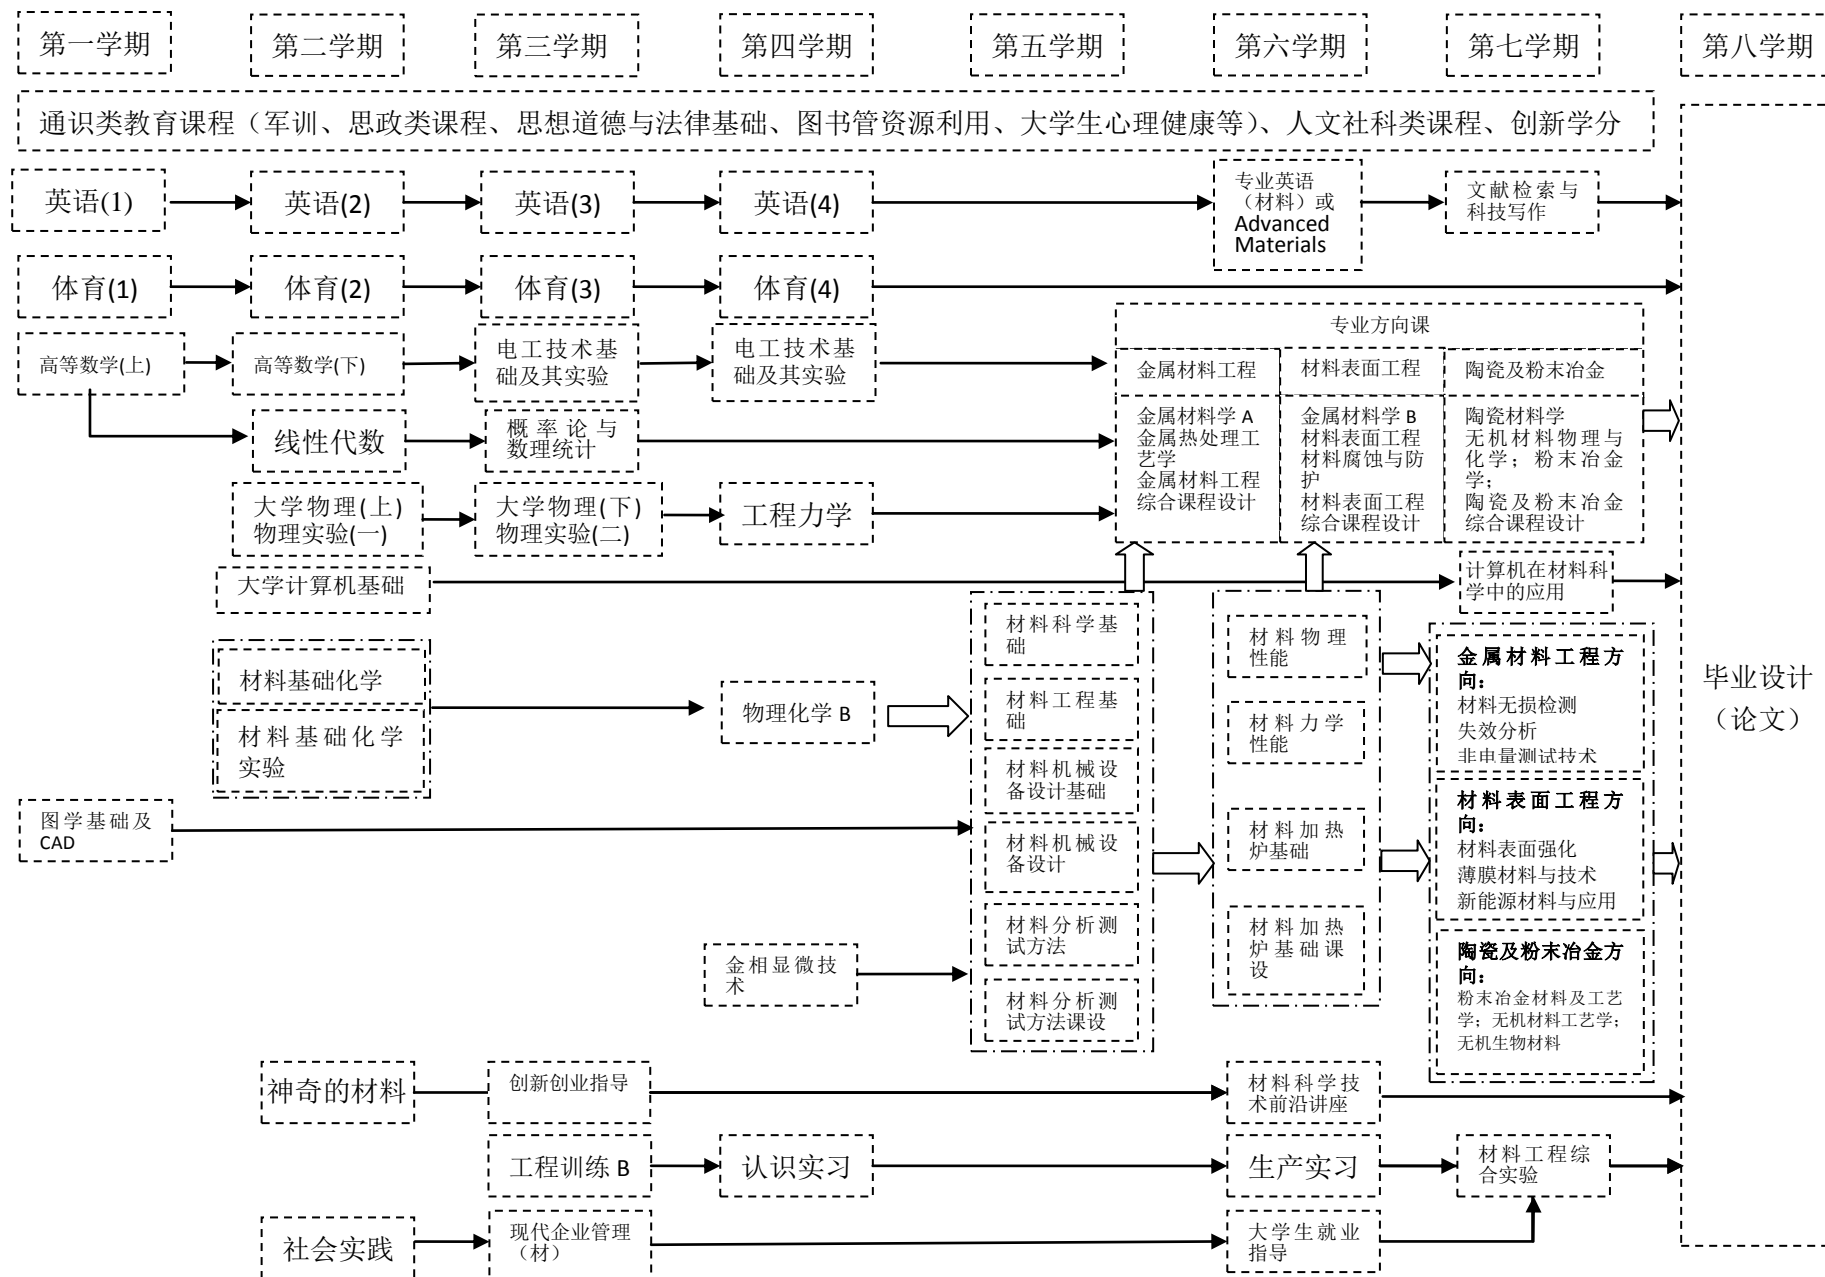 第一学期
第二学期
第三学期
第四学期
第五学期
第六学期
第七学期
第八学期
通识类教育课程（军训、思政类课程、思想道德与法律基础、图书管资源利用、大学生心理健康等）、人文社科类课程、创新学分
英语(1)
英语(2)
英语(3)
英语(4)
专业英语
（材料）或
Advanced
Materials
文献检索与
科技写作
体育(1)
体育(2)
体育(3)
体育(4)
高等数学(上)
高等数学(下)
电工技术基
础及其实验
电工技术基
础及其实验
专业方向课
金属材料工程
材料表面工程
陶瓷及粉末冶金
金属材料学 A
金属热处理工
艺学
金属材料工程
综合课程设计
金属材料学 B
材料表面工程
材料腐蚀与防
护
材料表面工程
综合课程设计
陶瓷材料学
无机材料物理与
化学；粉末冶金
学；
陶瓷及粉末冶金
综合课程设计
线性代数
概率论与
数理统计
大学物理(上)
物理实验(一)
大学物理(下)
物理实验(二)
工程力学
大学计算机基础
计算机在材料科
学中的应用
材料基础化学
材料基础化学
实验
物理化学 B
材料科学基
础
材料工程基
础
材料机械设
备设计基础
材料机械设
备设计
材料分析测
试方法
材料分析测
试方法课设
材料物理
性能
材料力学
性能
材料加热
炉基础
材料加热
炉基础课
设
金属材料工程方
向：
材料无损检测
失效分析
非电量测试技术
材料表面工程方
向：
材料表面强化
薄膜材料与技术
新能源材料与应用
陶瓷及粉末冶金方
向：
粉末冶金材料及工艺
学；无机材料工艺学；
无机生物材料
毕业设计
（论文）
图学基础及
CAD
金相显微技
术
神奇的材料
创新创业指导
材料科学技
术前沿讲座
工程训练 B
认识实习
生产实习
材料工程综
合实验
社会实践
现代企业管理
（材）
大学生就业
指导